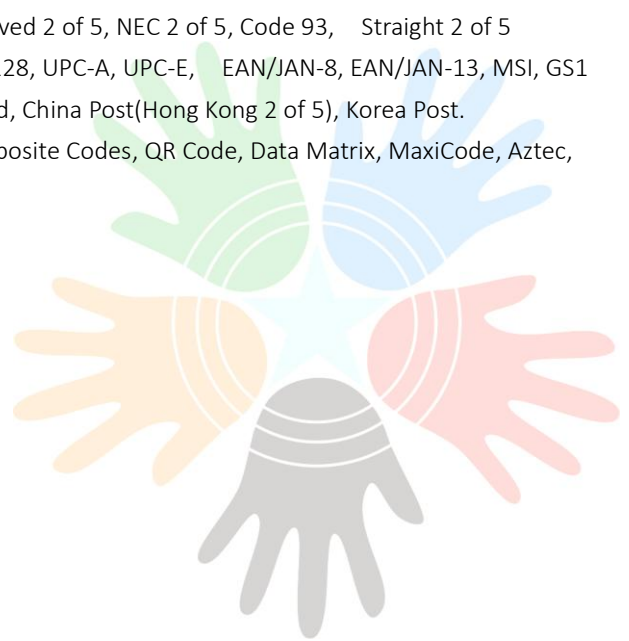 ved 2 of 5, NEC 2 of 5, Code 93, Straight 2 of 5
28, UPC-A, UPC-E, EAN/JAN-8, EAN/JAN-13, MSI, GS1
d, China Post(Hong Kong 2 of 5), Korea Post.
posite Codes, QR Code, Data Matrix, MaxiCode, Aztec,